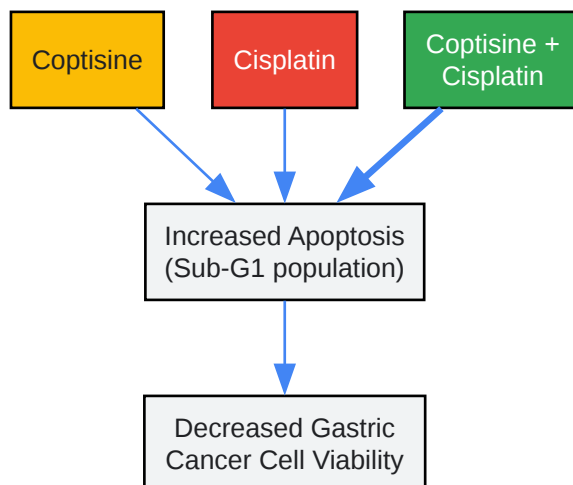 Coptisine
Cisplatin
Coptisine +
Cisplatin
Increased Apoptosis
(Sub-G1 population)
Decreased Gastric
Cancer Cell Viability